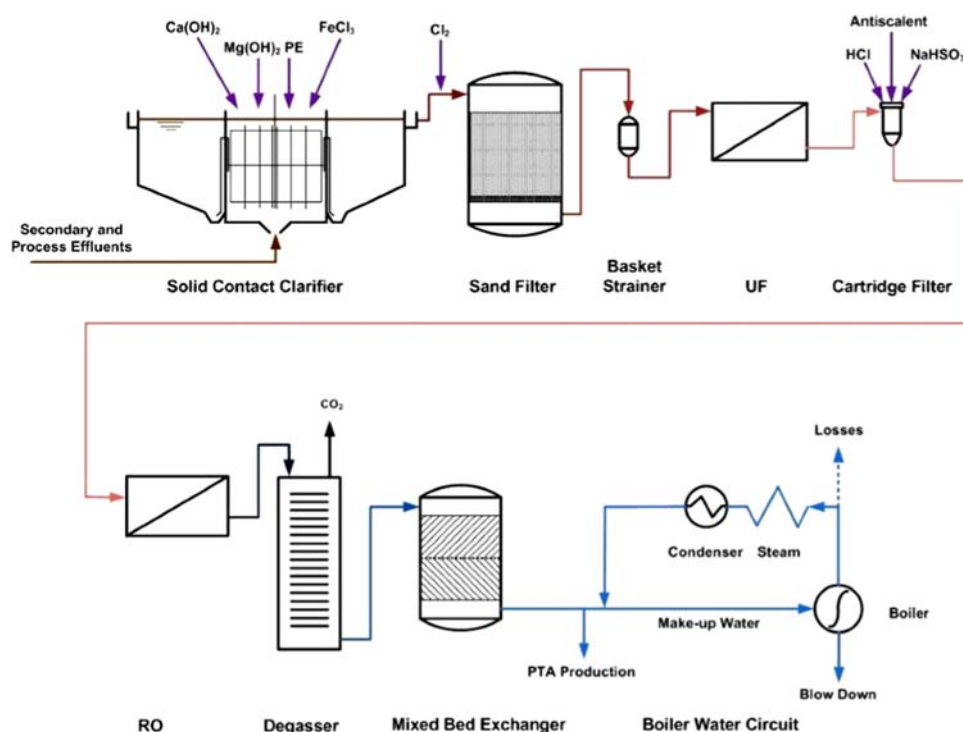 Ca(OH)₂
Mg(OH)₂ PE
FeCl₃
Cl₂
Antiscalent
HCl
NaHSO₃
Secondary and
Process Effluents
Solid Contact Clarifier
Sand Filter
Basket
Strainer
UF
Cartridge Filter
CO₂
Losses
Condenser
Steam
Boiler
Make-up Water
PTA Production
Blow Down
RO
Degasser
Mixed Bed Exchanger
Boiler Water Circuit